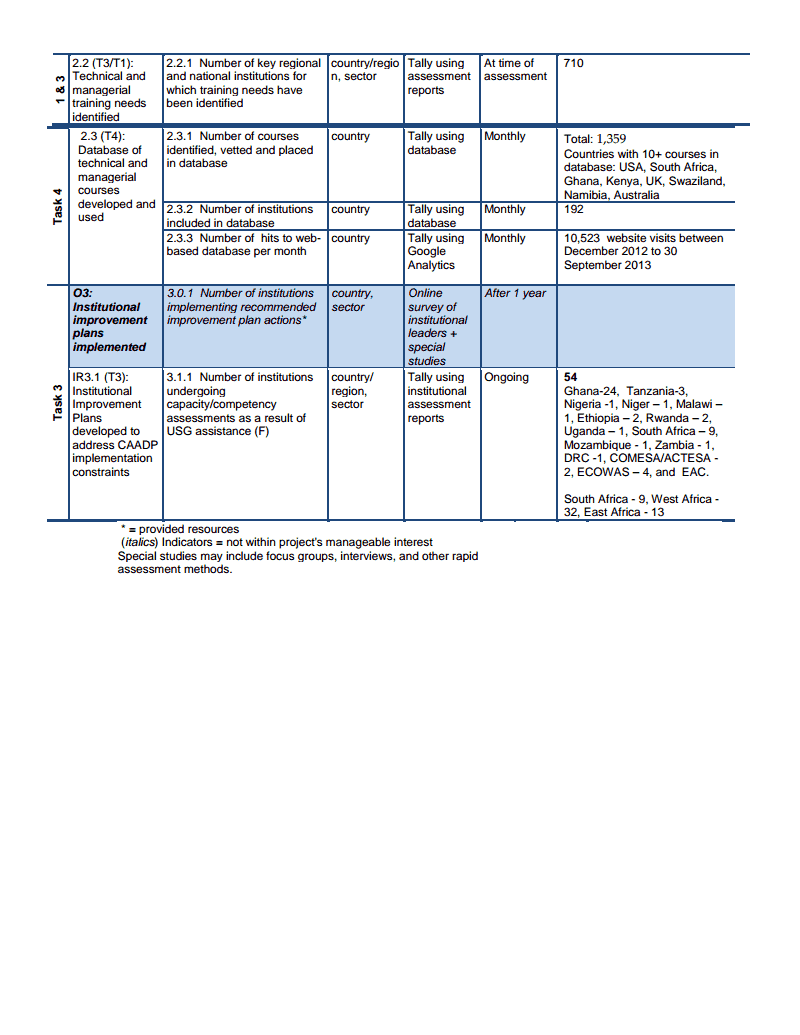 1 & 3
2.2 (T3/T1):
Technical and
managerial
training needs
identified
2.2.1 Number of key regional
and national institutions for
which training needs have
been identified
country/regio
n, sector
Tally using
assessment
reports
At time of
assessment
710
Task 4
2.3 (T4):
Database of
technical and
managerial
courses
developed and
used
2.3.1 Number of courses
identified, vetted and placed
in database
country
Tally using
database
Monthly
Total: 1,359
Countries with 10+ courses in
database: USA, South Africa,
Ghana, Kenya, UK, Swaziland,
Namibia, Australia
2.3.2 Number of institutions
included in database
country
Tally using
database
Monthly
192
2.3.3 Number of hits to web-
based database per month
country
Tally using
Google
Analytics
Monthly
10,523 website visits between
December 2012 to 30
September 2013
Task 3
O3:
Institutional
improvement
plans
implemented
3.0.1 Number of institutions
implementing recommended
improvement plan actions*
country,
sector
Online
survey of
institutional
leaders +
special
studies
After 1 year
IR3.1 (T3):
Institutional
Improvement
Plans
developed to
address CAADP
implementation
constraints
3.1.1 Number of institutions
undergoing
capacity/competency
assessments as a result of
USG assistance (F)
country/
region,
sector
Tally using
institutional
assessment
reports
Ongoing
54
Ghana-24, Tanzania-3,
Nigeria -1, Niger – 1, Malawi –
1, Ethiopia – 2, Rwanda – 2,
Uganda – 1, South Africa – 9,
Mozambique - 1, Zambia - 1,
DRC -1, COMESA/ACTESA -
2, ECOWAS – 4, and EAC.
South Africa - 9, West Africa -
32, East Africa - 13
* = provided resources
(italics) Indicators = not within project's manageable interest
Special studies may include focus groups, interviews, and other rapid
assessment methods.